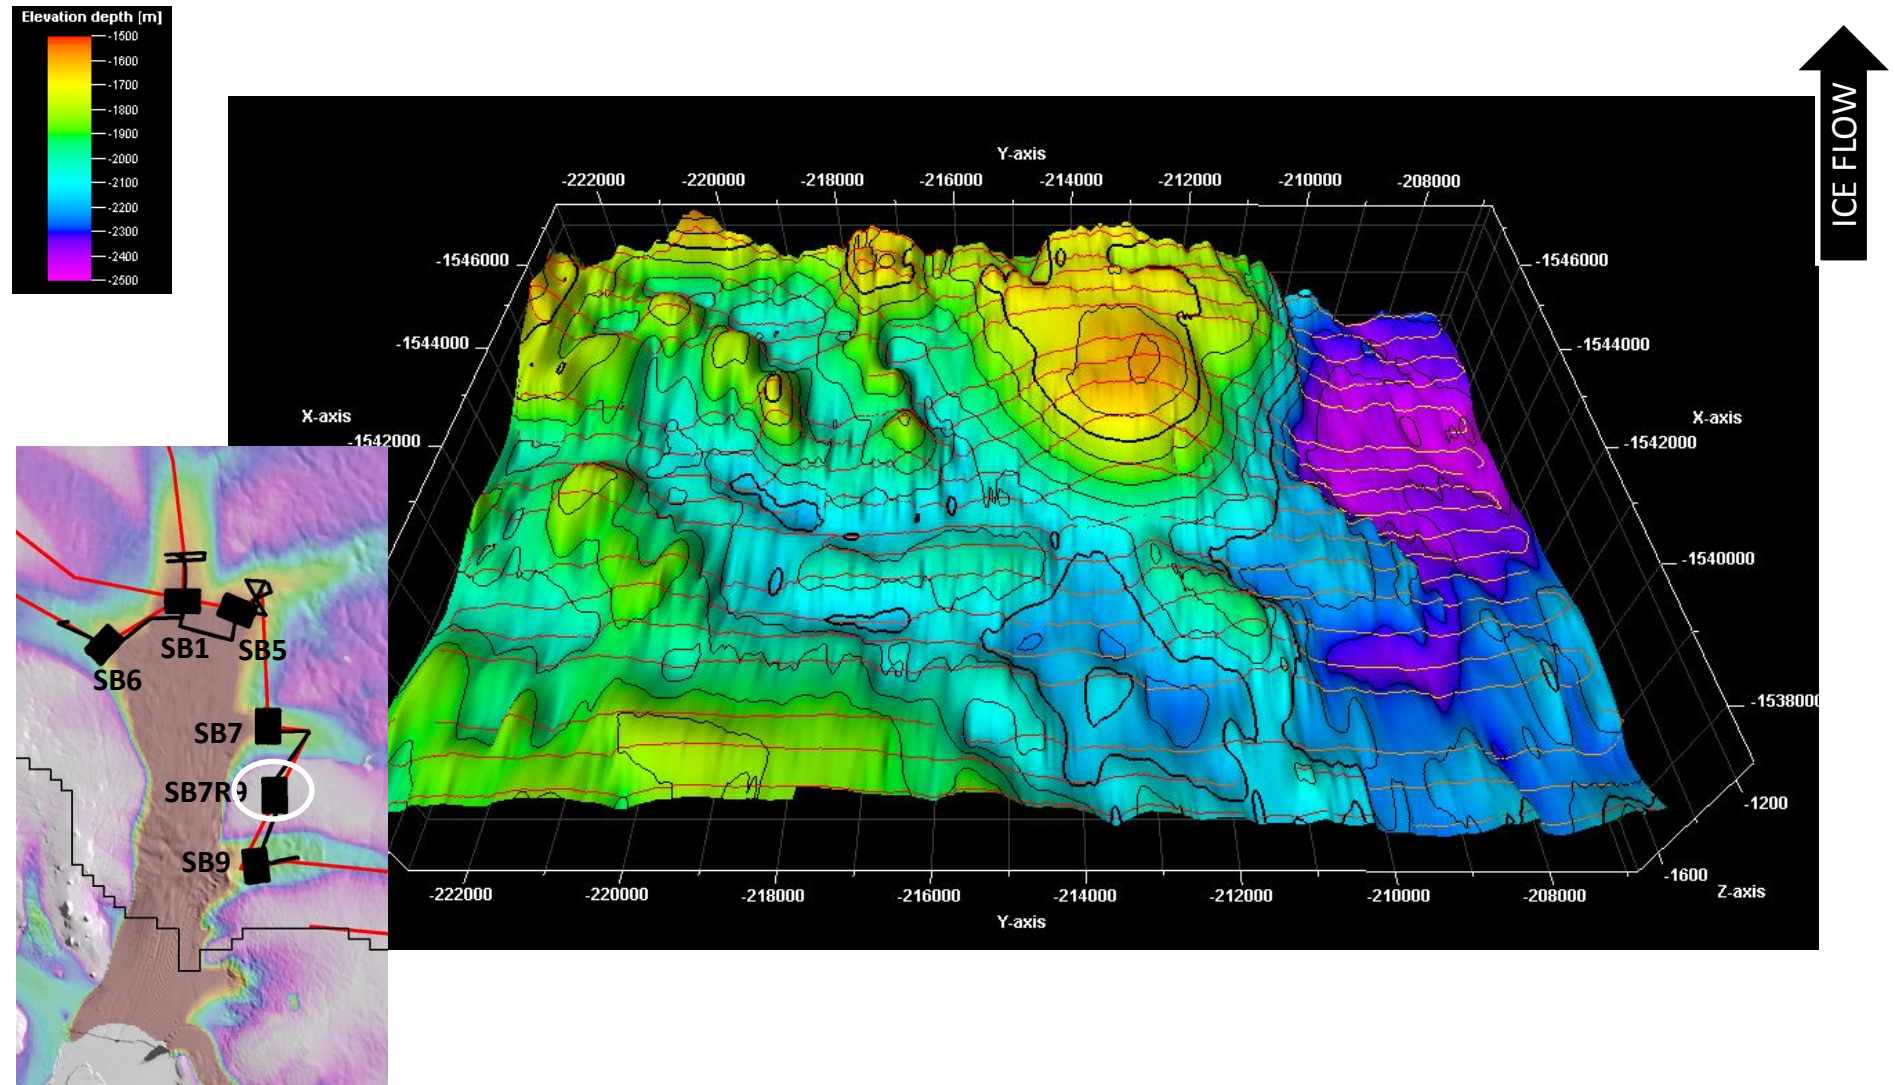 Elevation depth [m]
-1500
-1600
-1700
-1800
-1900
-2000
-2100
-2200
-2300
-2400
-2500
ICE FLOW
Y-axis
-222000 -220000 -218000 -216000 -214000 -212000 -210000 -208000
-1546000 -1546000
-1544000 -1544000
X-axis X-axis
-1542000 -1542000
-1540000
-1538000
-1200
-1600
Z-axis
-222000 -220000 -218000 -216000 -214000 -212000 -210000 -208000
Y-axis
SB1
SB5
SB6
SB7
SB7R9
SB9